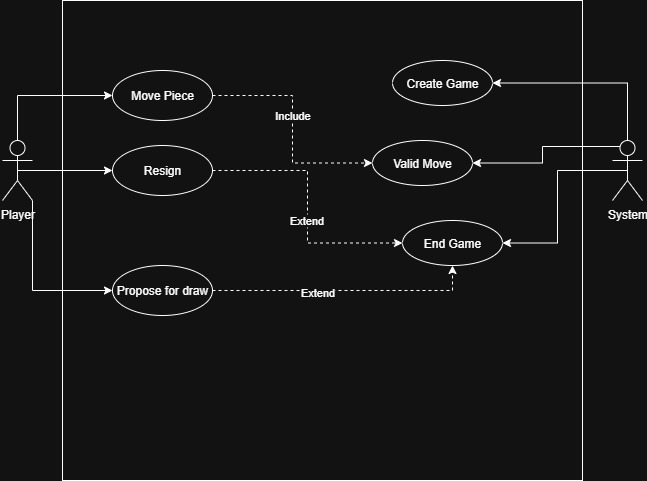 Create Game
Move Piece
Include
Valid Move
Resign
Player
System
Extend
End Game
Propose for draw
Extend